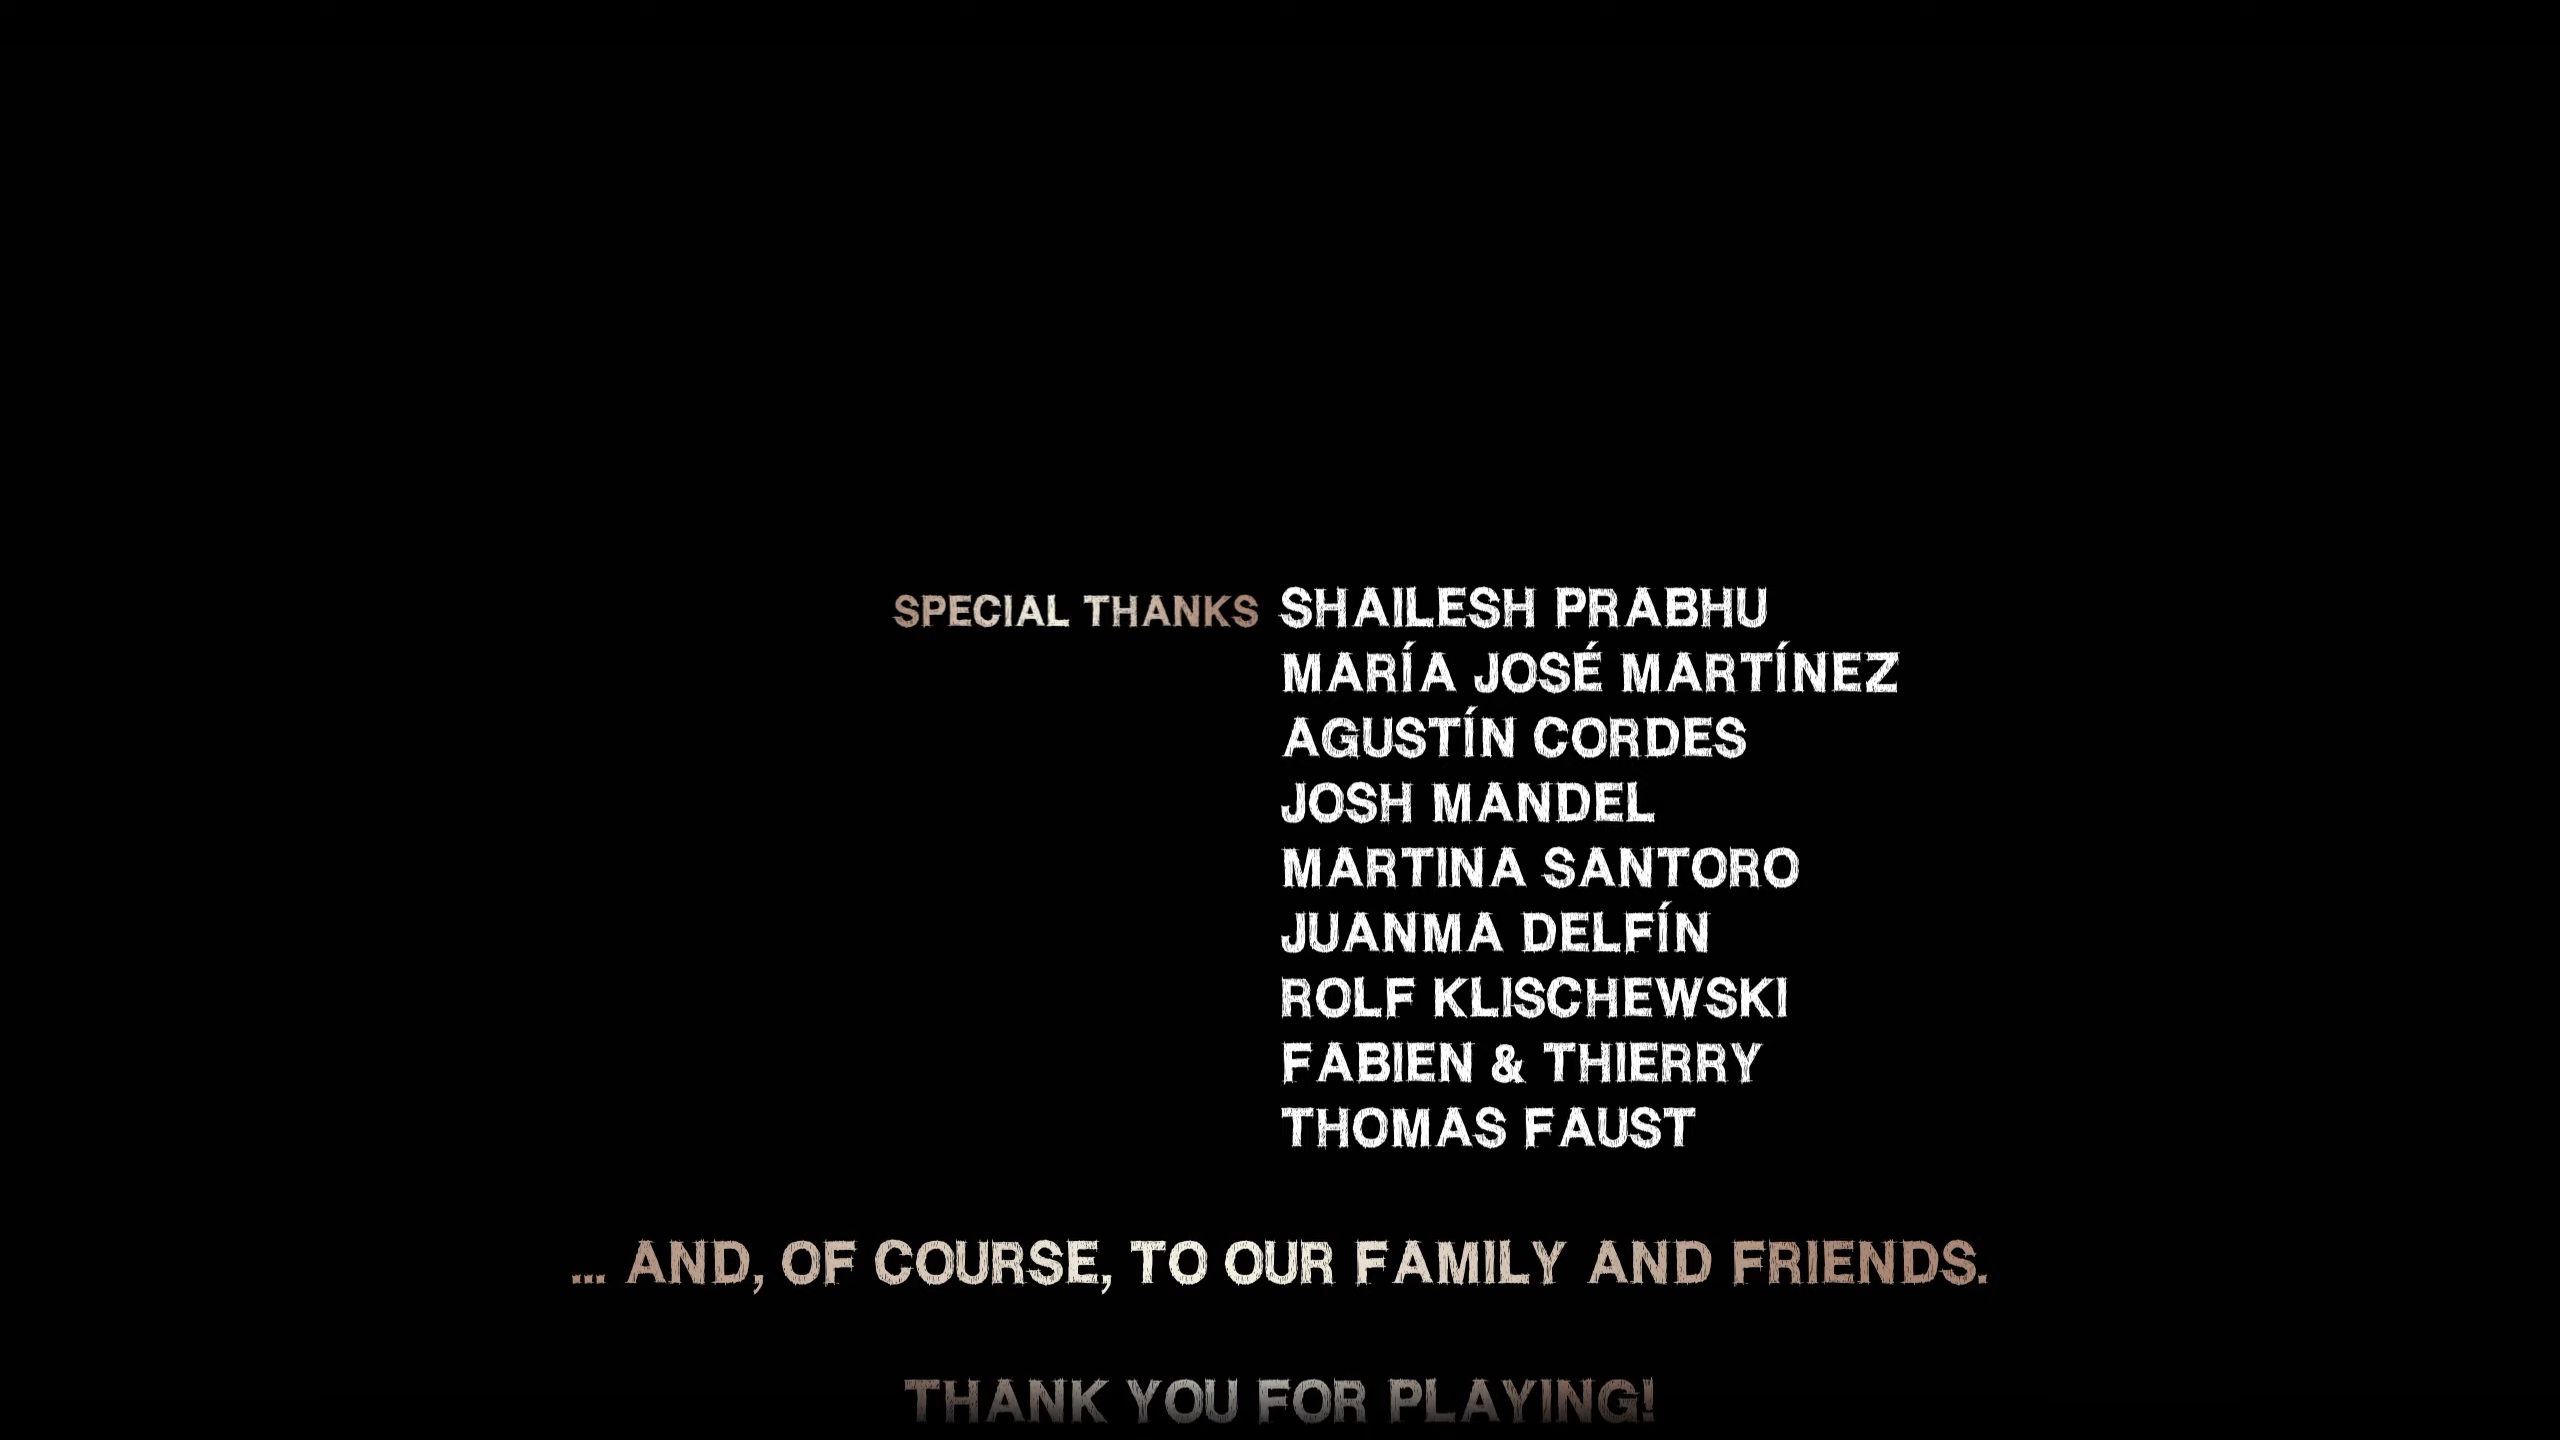 SPECIAL THANKS SHAILESH PRABHU
MARÍA JOSÉ MARTÍNEZ
AGUSTÍN CORDES
JOSH MANDEL
MARTINA SANTORO
JUANMA DELFÍN
ROLF KLISCHEWSKI
FABIEN & THIERRY
THOMAS FAUST
... AND, OF COURSE, TO OUR FAMILY AND FRIENDS.
THANK YOU FOR PLAYING!